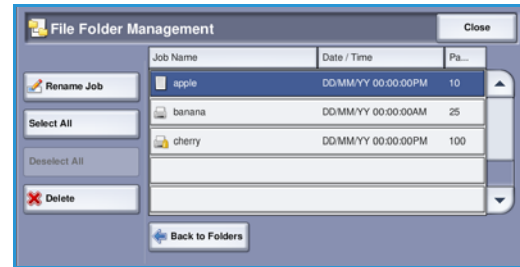 File Folder Management
Close
Job Name Date / Time Pa...
Rename Job
apple DD/MM/YY 00:00:00PM 10
Select All
banana DD/MM/YY 00:00:00AM 25
cherry DD/MM/YY 00:00:00PM 100
Deselect All
Delete
Back to Folders